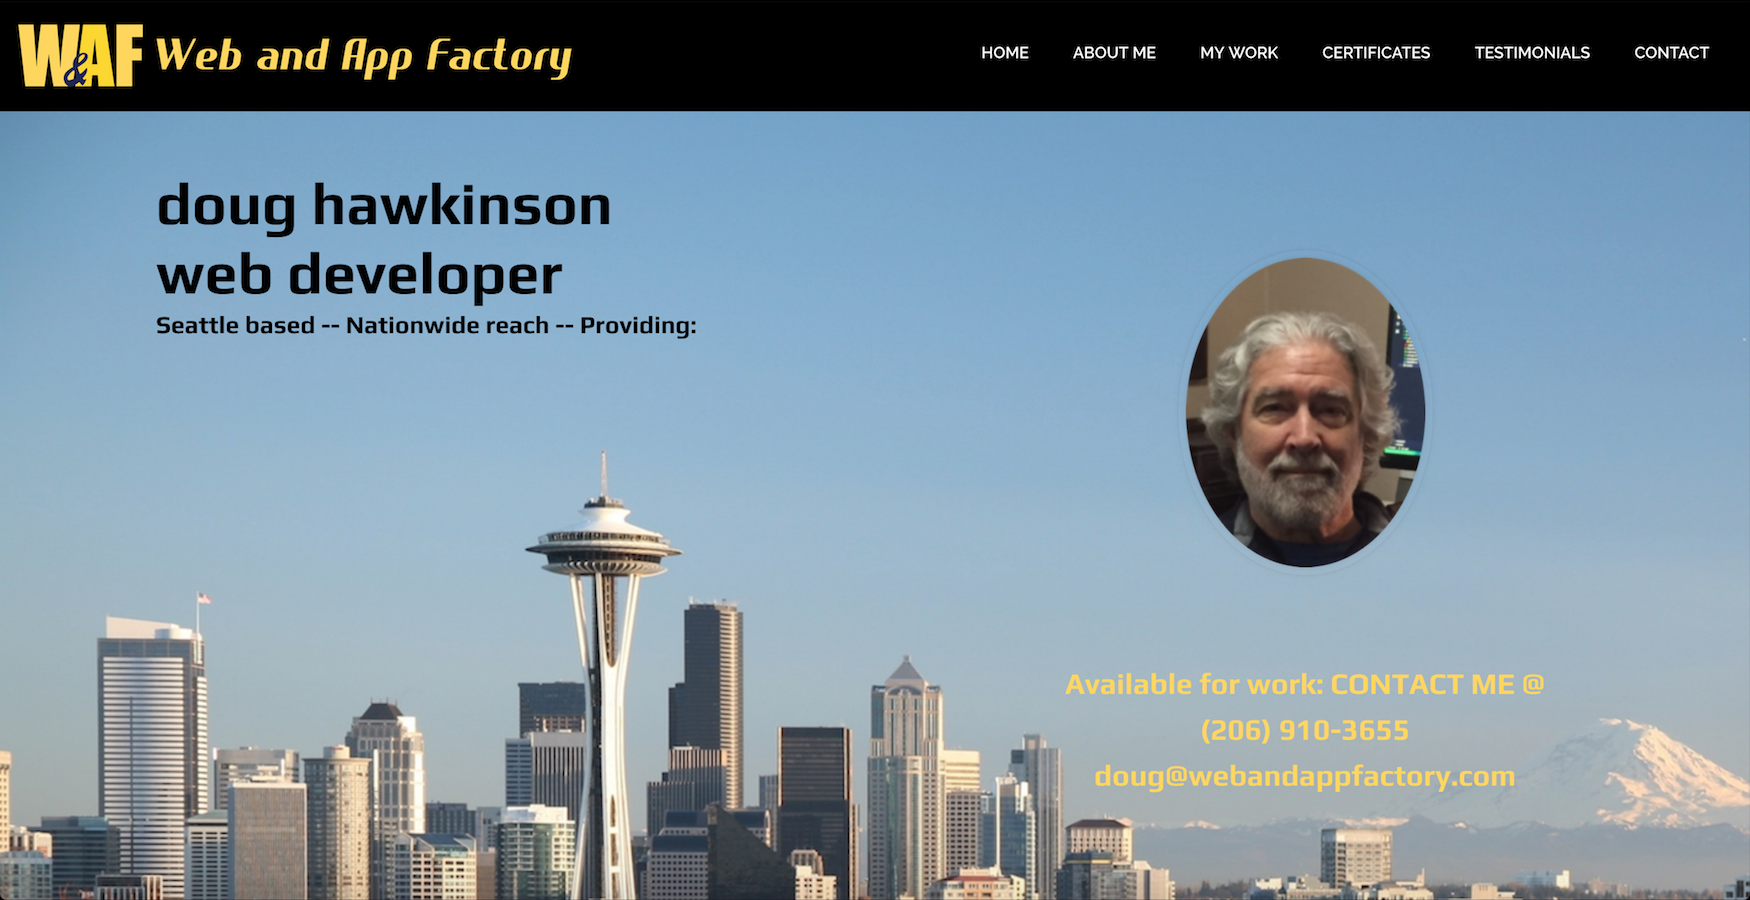 W&AF Web and App Factory
HOME ABOUT ME MY WORK CERTIFICATES TESTIMONIALS CONTACT
doug hawkinson
web developer
Seattle based -- Nationwide reach -- Providing:
Available for work: CONTACT ME @
(206) 910-3655
doug@webandappfactory.com